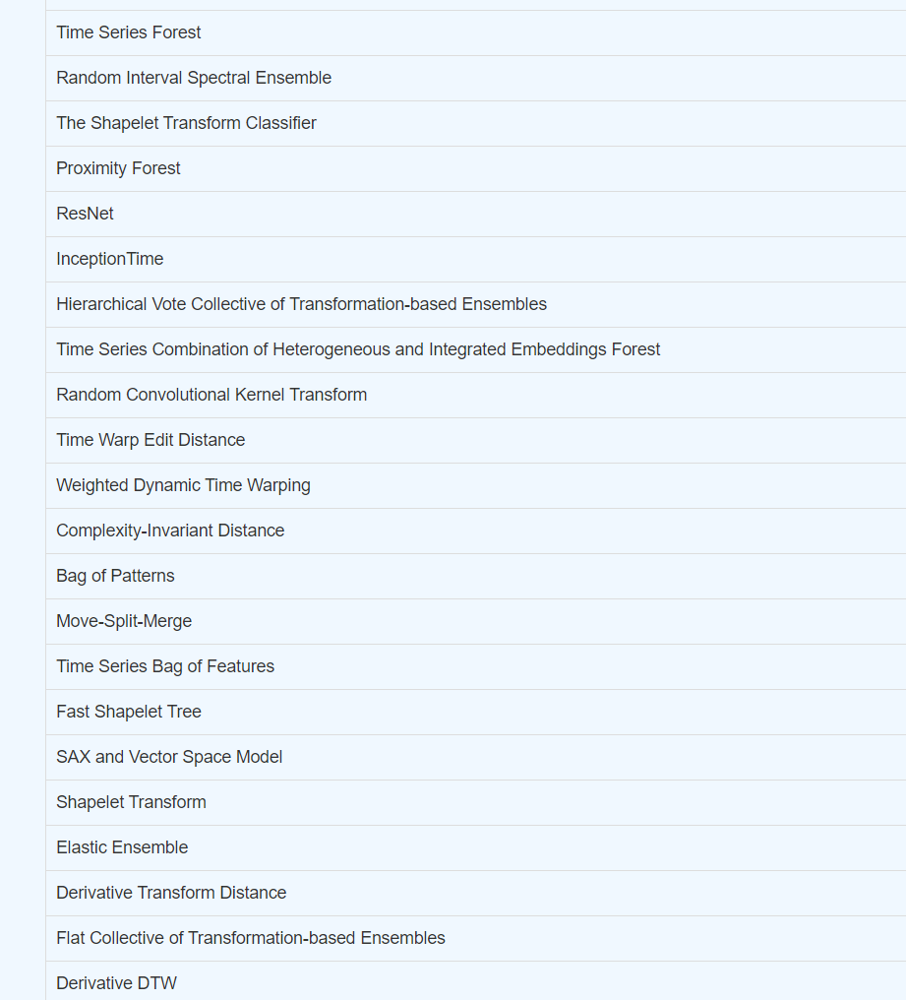 Time Series Forest
Random Interval Spectral Ensemble
The Shapelet Transform Classifier
Proximity Forest
ResNet
InceptionTime
Hierarchical Vote Collective of Transformation-based Ensembles
Time Series Combination of Heterogeneous and Integrated Embeddings Forest
Random Convolutional Kernel Transform
Time Warp Edit Distance
Weighted Dynamic Time Warping
Complexity-Invariant Distance
Bag of Patterns
Move-Split-Merge
Time Series Bag of Features
Fast Shapelet Tree
SAX and Vector Space Model
Shapelet Transform
Elastic Ensemble
Derivative Transform Distance
Flat Collective of Transformation-based Ensembles
Derivative DTW